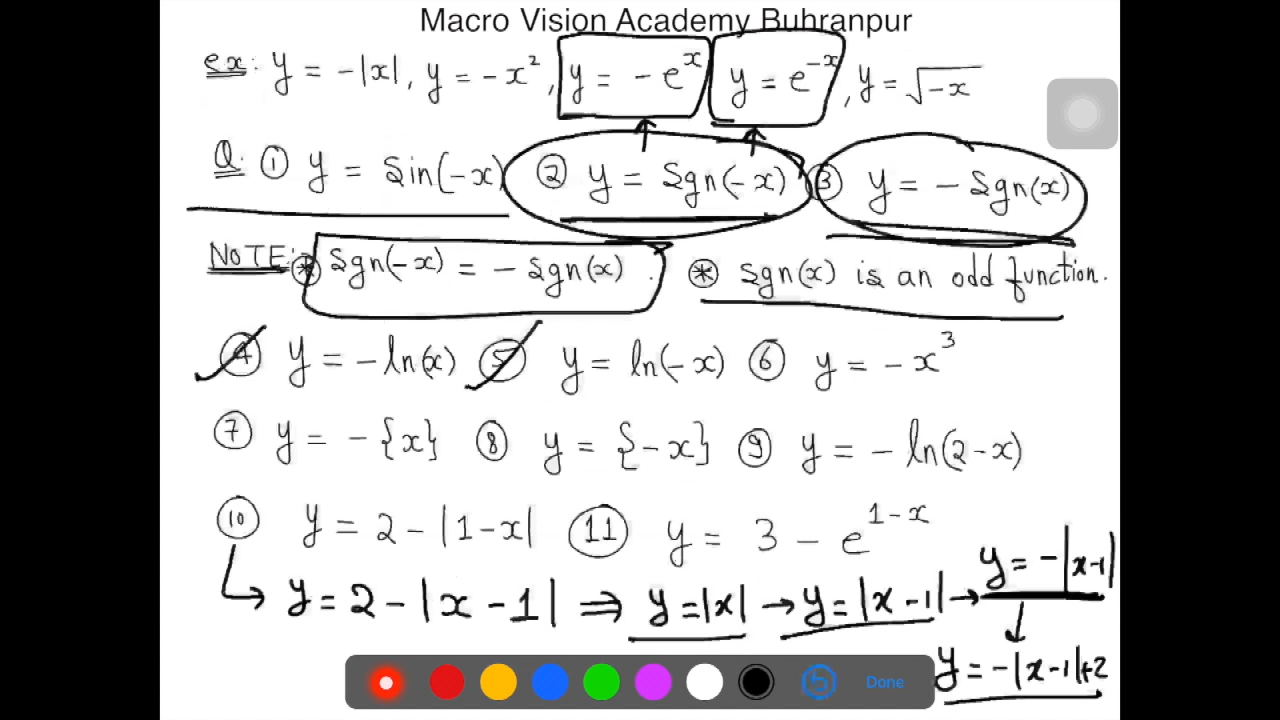 Macro Vision Academy Buhranpur
ex: y = -|x|, y = -x², y = -eˣ y = e⁻ˣ, y = √-x
Q. ① y = Sin(-x) ② y = Sgn(-x) ③ y = - Sgn(x)
NOTE: * Sgn(-x) = - Sgn(x). * Sgn(x) is an odd function.
④ y = -ln(x) ⑤ y = ln(-x) ⑥ y = -x³
⑦ y = -{x} ⑧ y = {-x} ⑨ y = - ln(2-x)
⑩ y = 2-|1-x| ⑪ y = 3 - e¹⁻ˣ
↳ y = 2-|x-1| ⇒ y=|x| → y=|x-1| → y = -|x-1|
↓
y = -|x-1|+2
Done